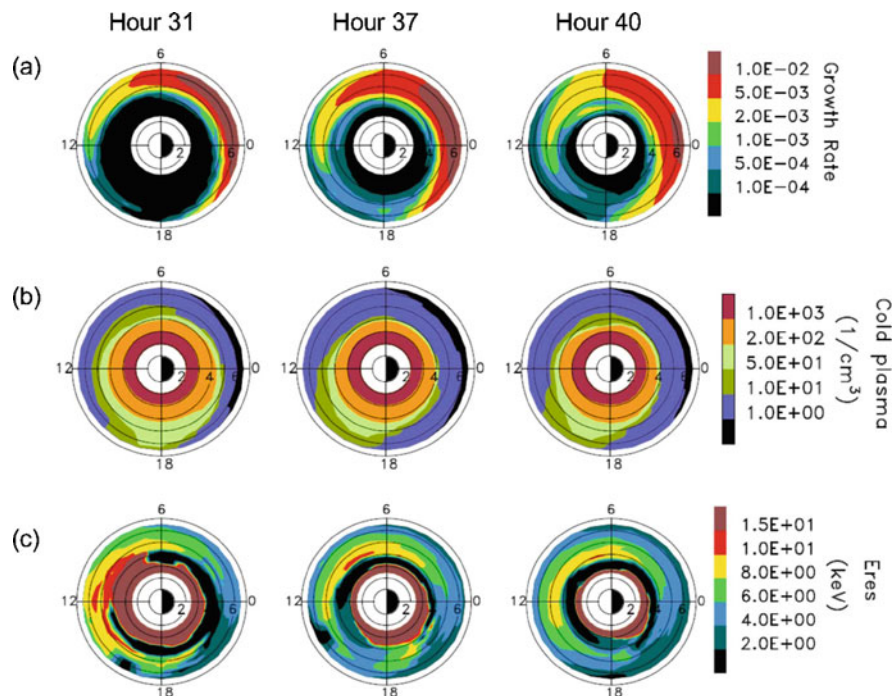 Hour 31 Hour 37 Hour 40
(a)
6 6 6
12 2 4 6 0
12 2 4 6 0
12 2 4 6 0
18 18 18
1.0E-02
5.0E-03
2.0E-03
1.0E-03
5.0E-04
1.0E-04
Growth Rate
(b)
6 6 6
12 2 4 6 0
12 2 4 6 0
12 2 4 6 0
18 18 18
1.0E+03
2.0E+02
5.0E+01
1.0E+01
1.0E+00
Cold plasma
(1/cm³)
(c)
6 6 6
12 2 4 6 0
12 2 4 6 0
12 2 4 6 0
18 18 18
1.5E+01
1.0E+01
8.0E+00
6.0E+00
4.0E+00
2.0E+00
Eres
(keV)